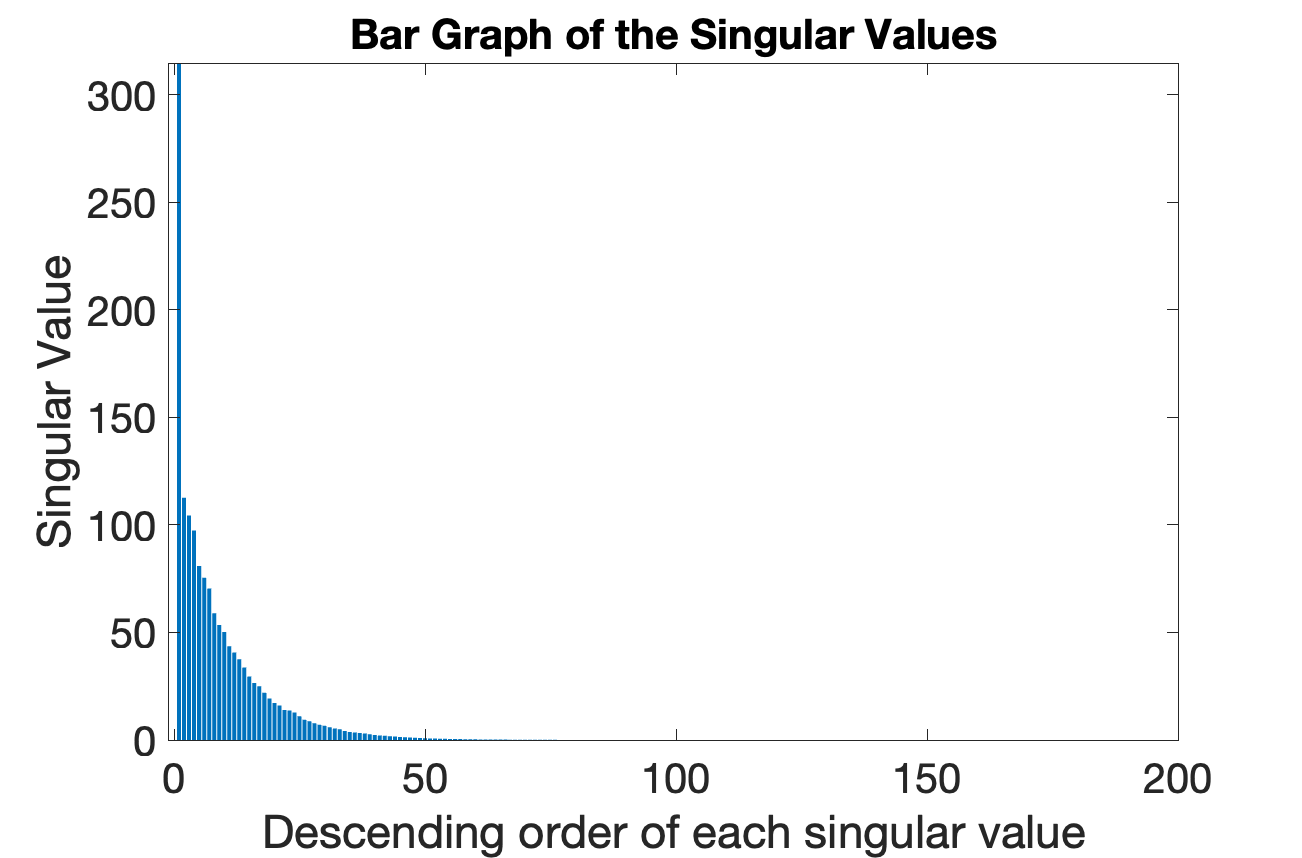 Bar Graph of the Singular Values
300
250
200
150
100
50
0
Singular Value
0 50 100 150 200
Descending order of each singular value